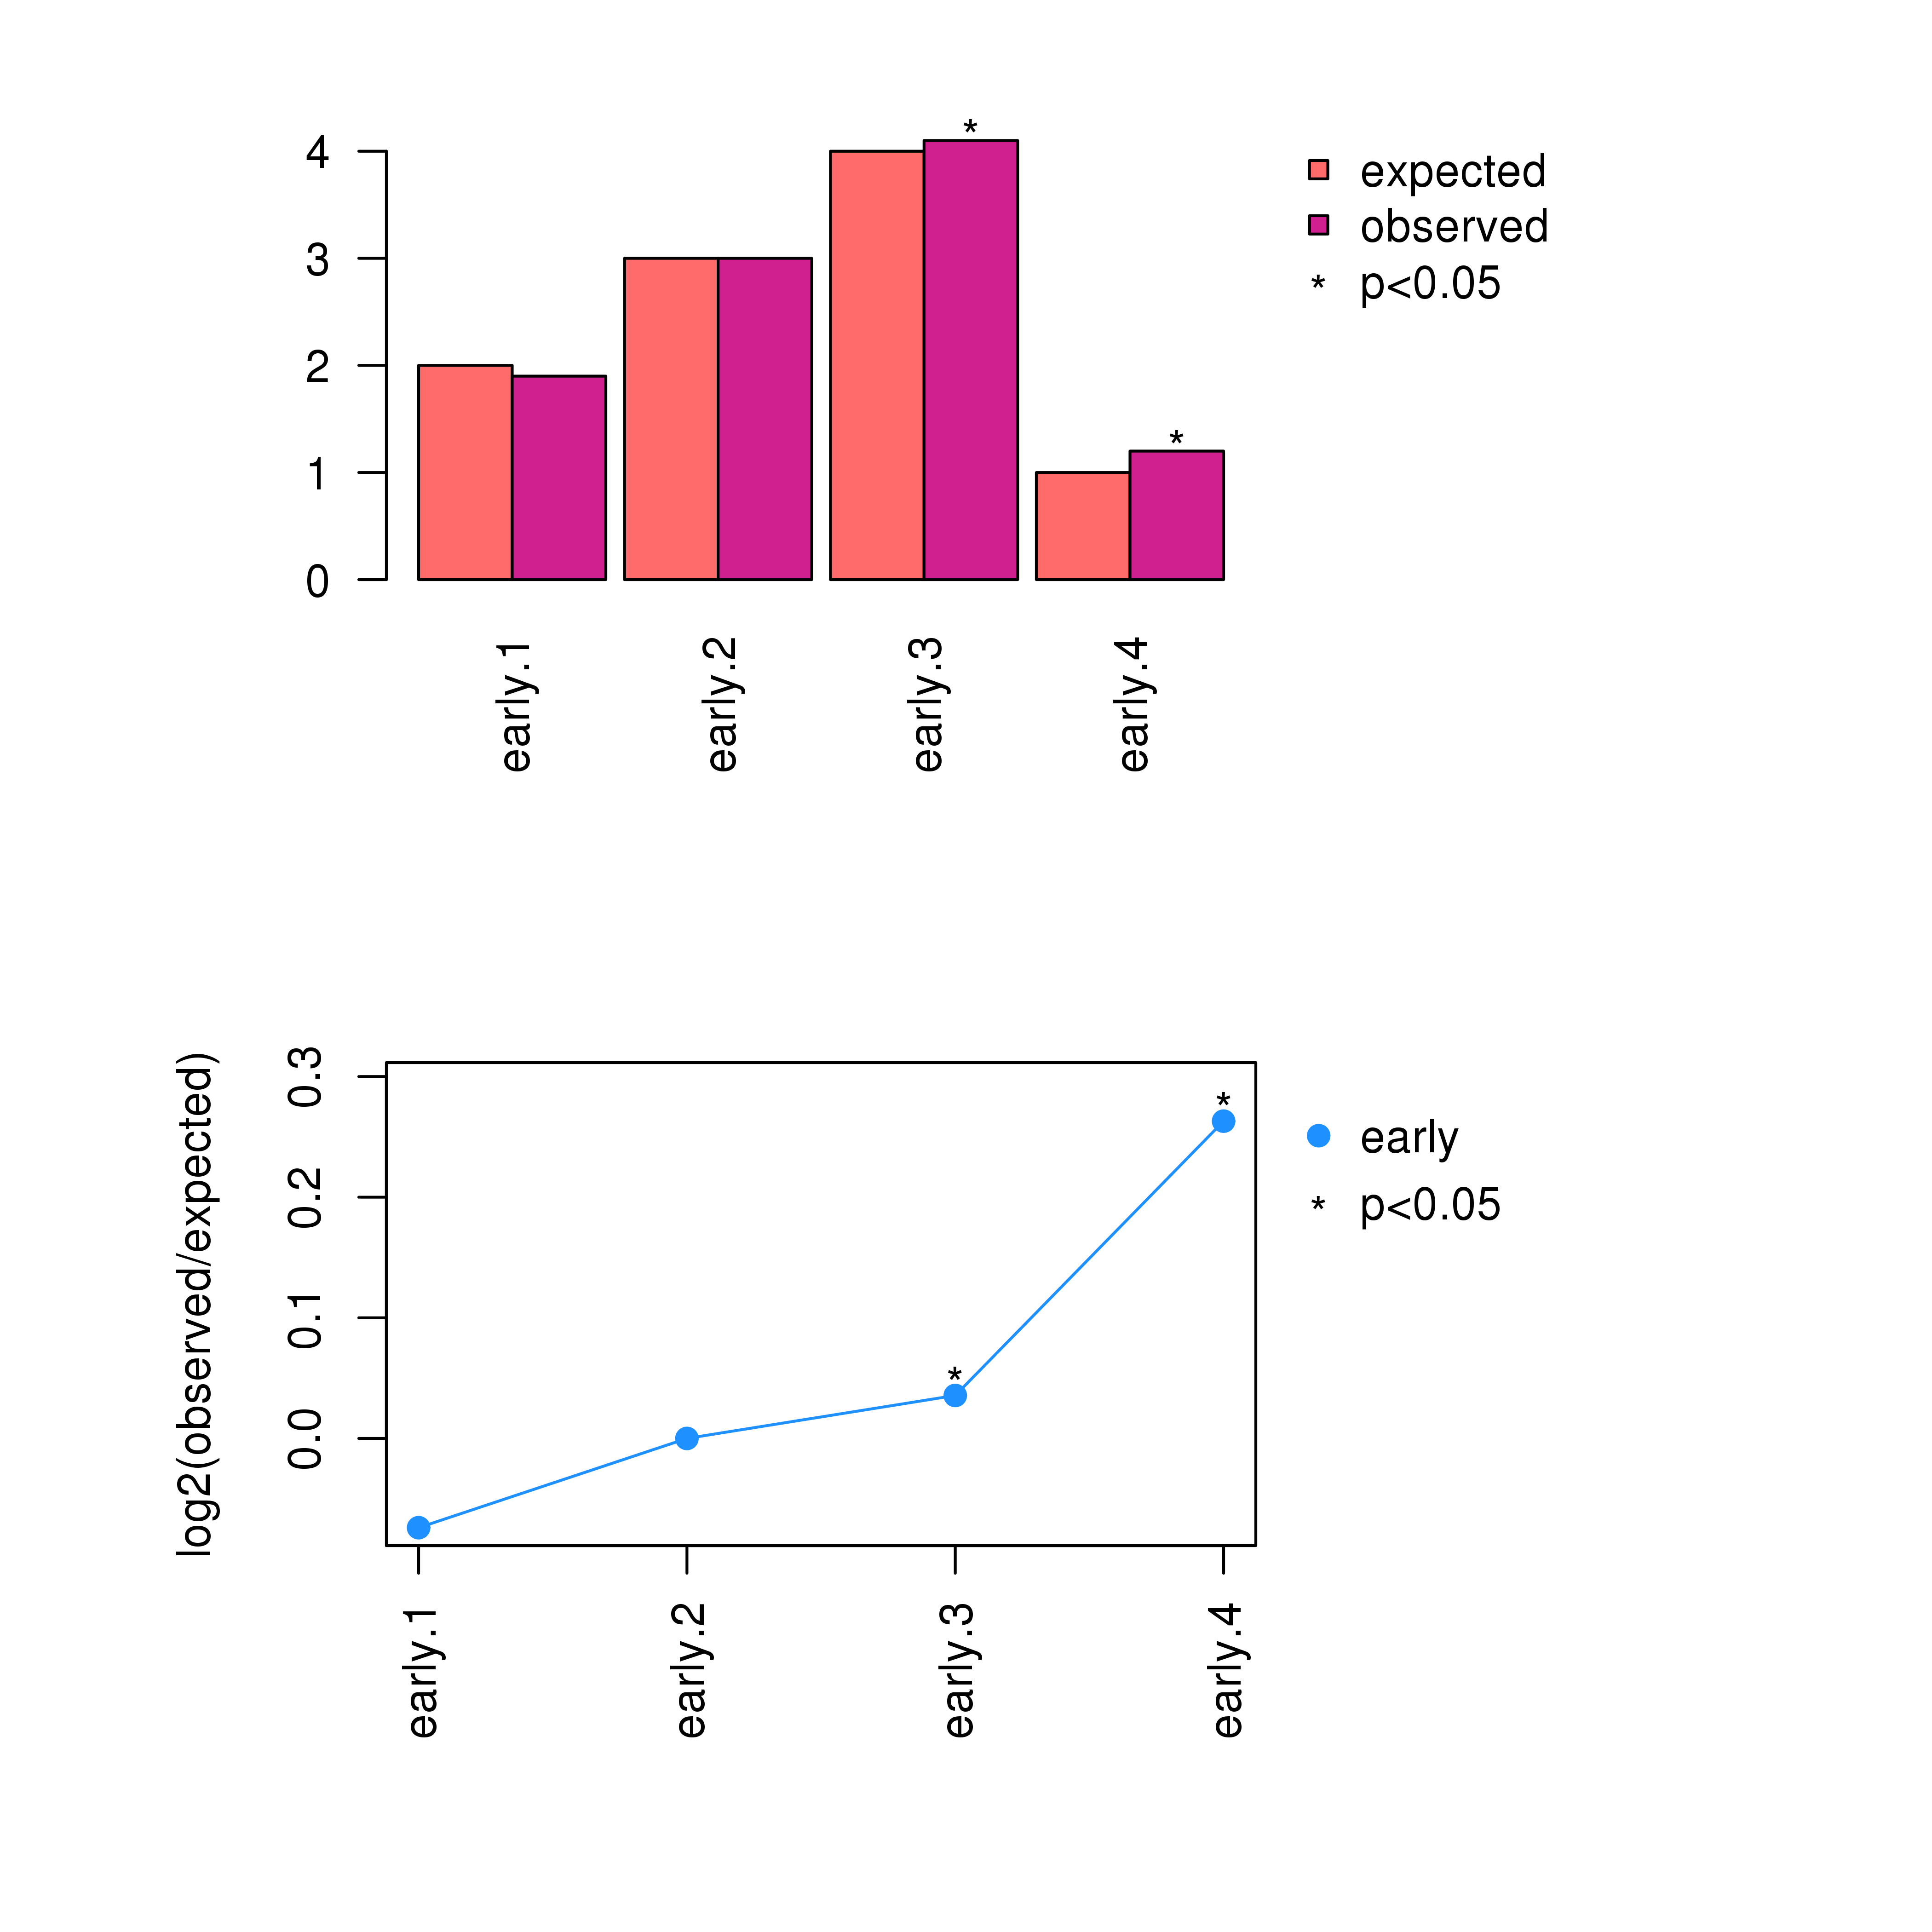 4
3
2
1
0
*
*
early.1
early.2
early.3
early.4
expected
observed
* p<0.05
log2(observed/expected)
0.3
0.2
0.1
0.0
*
*
early.1
early.2
early.3
early.4
early
* p<0.05